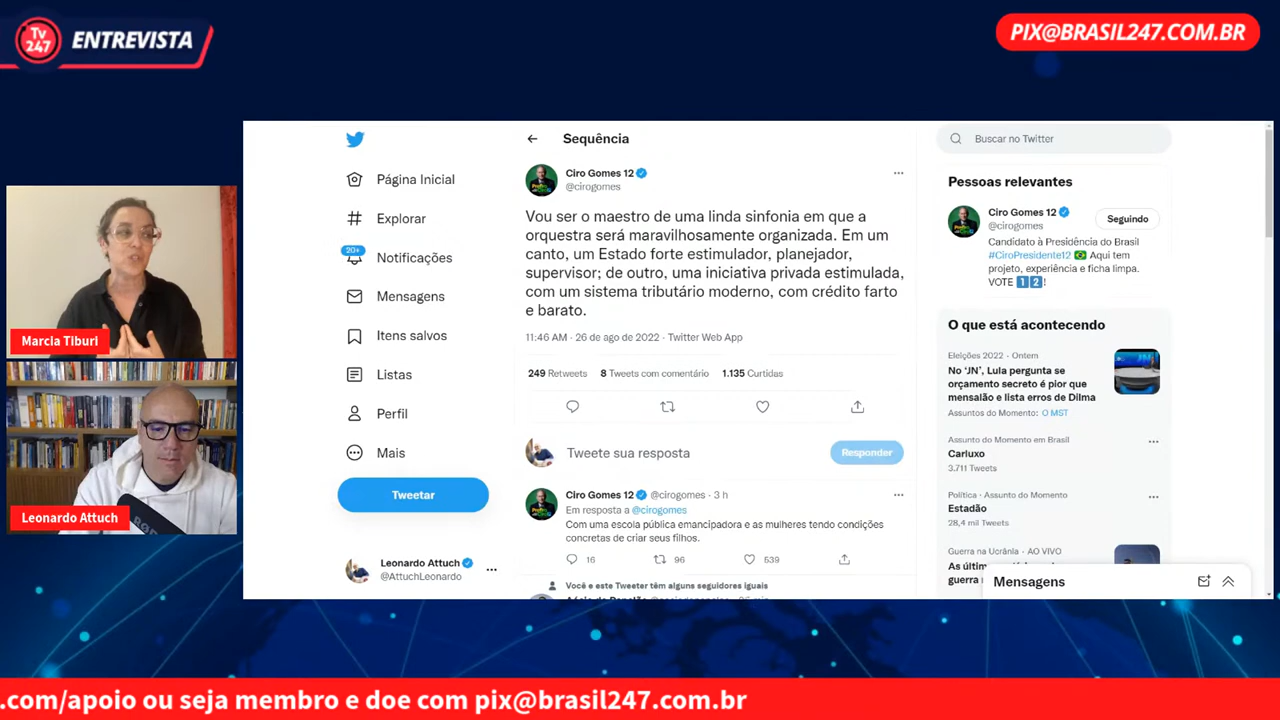 Tv 247
ENTREVISTA
PIX@BRASIL247.COM.BR
Marcia Tiburi
Leonardo Attuch
Página Inicial
Explorar
20+
Notificações
Mensagens
Itens salvos
Listas
Perfil
Mais
Tweetar
Leonardo Attuch
@AttuchLeonardo
Sequência
Ciro Gomes 12
@cirogomes
Vou ser o maestro de uma linda sinfonia em que a
orquestra será maravilhosamente organizada. Em um
canto, um Estado forte estimulador, planejador,
supervisor; de outro, uma iniciativa privada estimulada,
com um sistema tributário moderno, com crédito farto
e barato.
11:46 AM · 26 de ago de 2022 · Twitter Web App
249 Retweets 8 Tweets com comentário 1.135 Curtidas
Tweete sua resposta
Responder
Ciro Gomes 12 @cirogomes · 3 h
Em resposta a @cirogomes
Com uma escola pública emancipadora e as mulheres tendo condições
concretas de criar seus filhos.
16 96 539
Você e este Tweeter têm alguns seguidores iguais
Buscar no Twitter
Pessoas relevantes
Ciro Gomes 12
@cirogomes
Seguindo
Candidato à Presidência do Brasil
#CiroPresidente12 🇧🇷 Aqui tem
projeto, experiência e ficha limpa.
VOTE 1️⃣2️⃣!
O que está acontecendo
Eleições 2022 · Ontem
No 'JN', Lula pergunta se
orçamento secreto é pior que
mensalão e lista erros de Dilma
Assuntos do Momento: O MST
Assunto do Momento em Brasil
Carluxo
3.711 Tweets
Política · Assunto do Momento
Estadão
28,4 mil Tweets
Guerra na Ucrânia · AO VIVO
As últim
guerra
Mensagens
.com/apoio ou seja membro e doe com pix@brasil247.com.br